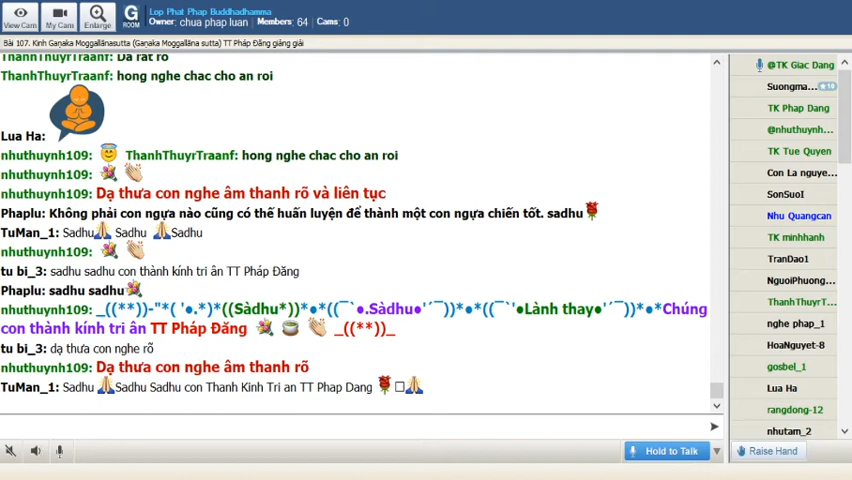 Lop Phat Phap Buddhadhamma
Owner: chua phap luan Members: 64 Cams: 0
View Cam My Cam Enlarge G ROOM
Bài 107. Kinh Gaṇaka Moggallānasutta (Gaṇaka Moggallāna sutta) TT Pháp Đăng giảng giải
ThanhThuyrTraanf: Da rat ro
ThanhThuyrTraanf: hong nghe chac cho an roi
Lua Ha:
nhuthuynh109: ThanhThuyrTraanf: hong nghe chac cho an roi
nhuthuynh109:
nhuthuynh109: Dạ thưa con nghe âm thanh rõ và liên tục
Phaplu: Không phải con ngựa nào cũng có thể huấn luyện để thành một con ngựa chiến tốt. sadhu
TuMan_1: Sadhu Sadhu Sadhu
nhuthuynh109:
tu bi_3: sadhu sadhu con thành kính tri ân TT Pháp Đăng
Phaplu: sadhu sadhu
nhuthuynh109: _((**))-"*( '●.*)*((Sàdhu*))*●*((¯`●.Sàdhu●'´¯))*●*((¯`'●Lành thay●'´¯))*●*Chúng
con thành kính tri ân TT Pháp Đăng _((**))_
tu bi_3: dạ thưa con nghe rõ
nhuthuynh109: Dạ thưa con nghe âm thanh rõ
TuMan_1: Sadhu Sadhu Sadhu con Thanh Kinh Tri an TT Phap Dang
Hold to Talk
@TK Giac Dang
Suongma... 10
TK Phap Dang
@nhuthuynh...
TK Tue Quyen
Con La nguye...
SonSuoI
Nhu Quangcan
TK minhhanh
TranDao1
NguoiPhuong...
ThanhThuyrT...
nghe phap_1
HoaNguyet-8
gosbel_1
Lua Ha
rangdong-12
nhutam_2
Raise Hand